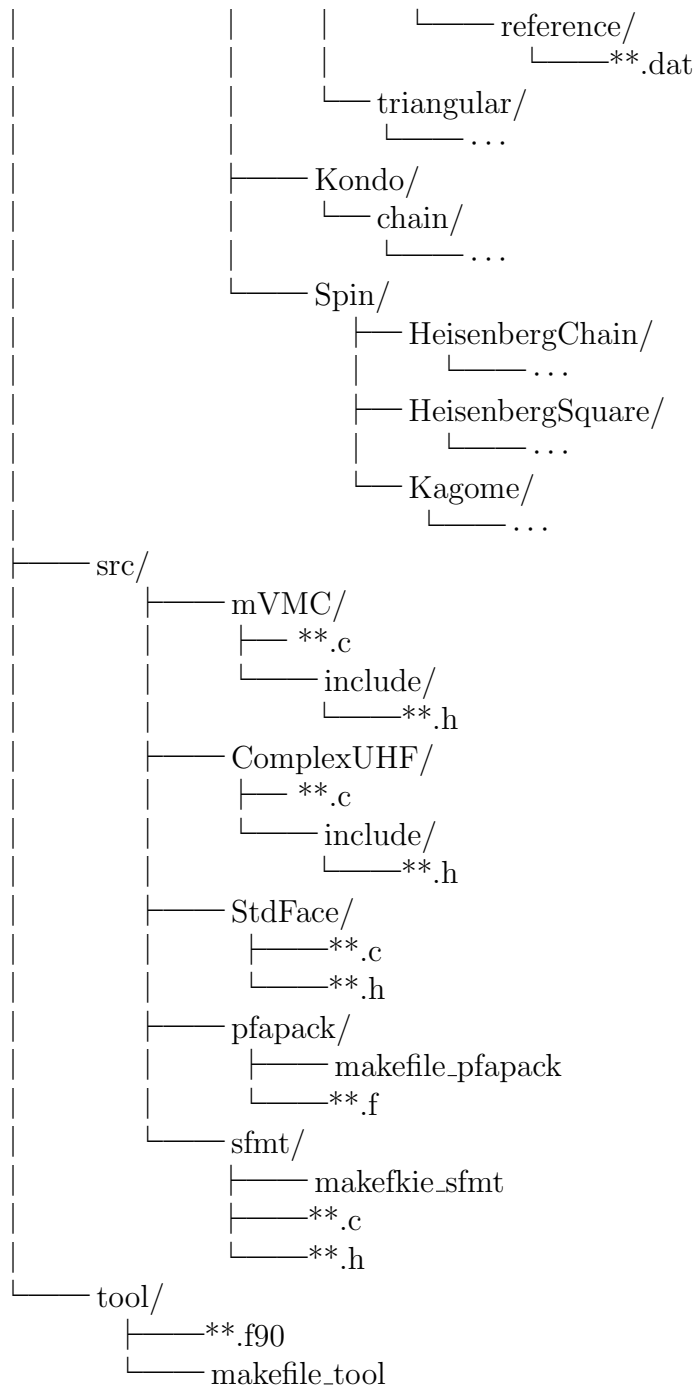 reference/
**.dat
triangular/
...
Kondo/
chain/
...
Spin/
HeisenbergChain/
...
HeisenbergSquare/
...
Kagome/
...
src/
mVMC/
**.c
include/
**.h
ComplexUHF/
**.c
include/
**.h
StdFace/
**.c
**.h
pfapack/
makefile_pfapack
**.f
sfmt/
makefkie_sfmt
**.c
**.h
tool/
**.f90
makefile_tool